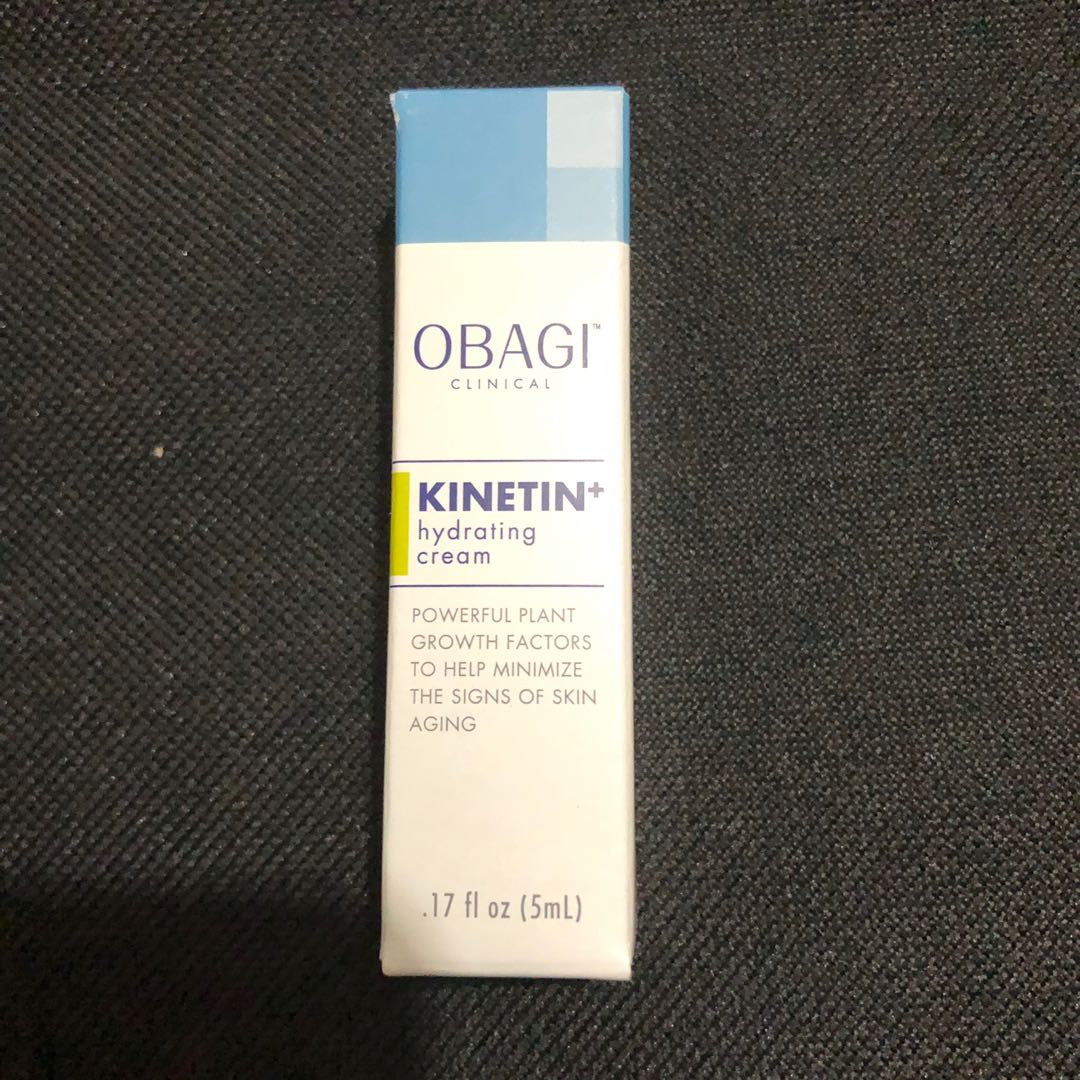 OBAGI™
CLINICAL
KINETIN+
hydrating
cream
POWERFUL PLANT
GROWTH FACTORS
TO HELP MINIMIZE
THE SIGNS OF SKIN
AGING
.17 fl oz (5mL)